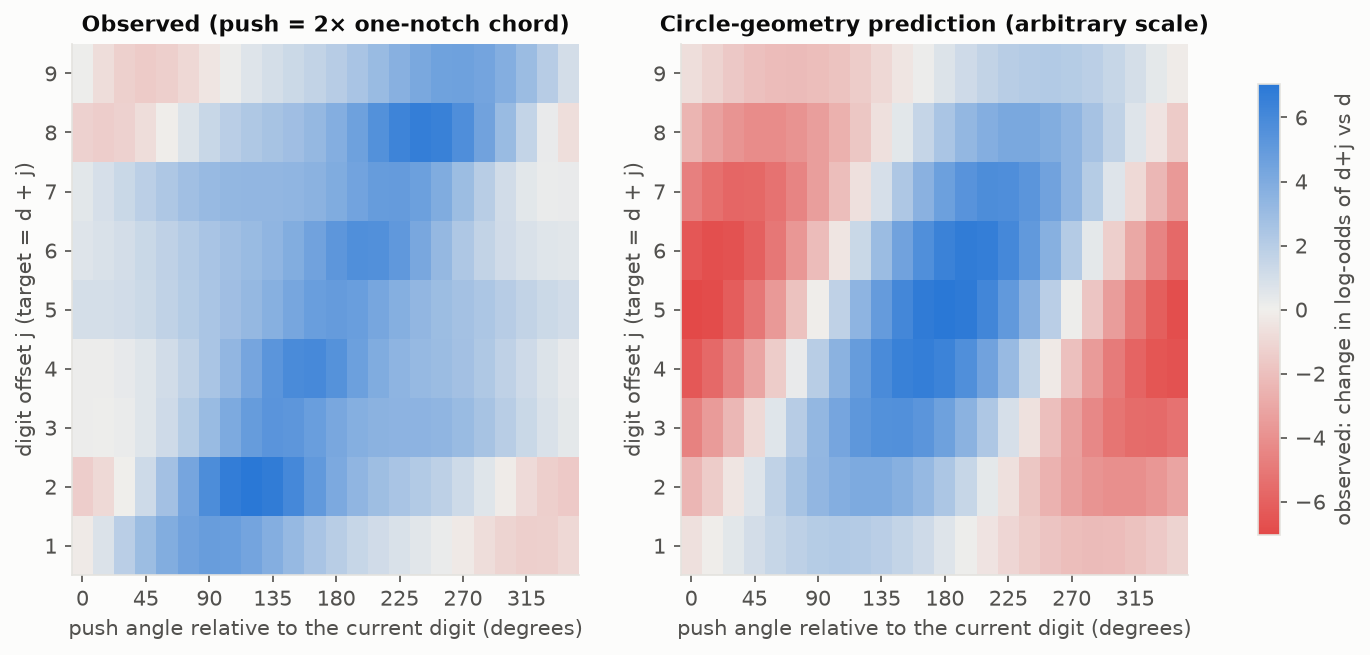 Observed (push = 2× one-notch chord)
Circle-geometry prediction (arbitrary scale)
digit offset j (target = d + j)
9
8
7
6
5
4
3
2
1
0 45 90 135 180 225 270 315
push angle relative to the current digit (degrees)
digit offset j (target = d + j)
9
8
7
6
5
4
3
2
1
0 45 90 135 180 225 270 315
push angle relative to the current digit (degrees)
6
4
2
0
−2
−4
−6
observed: change in log-odds of d+j vs d